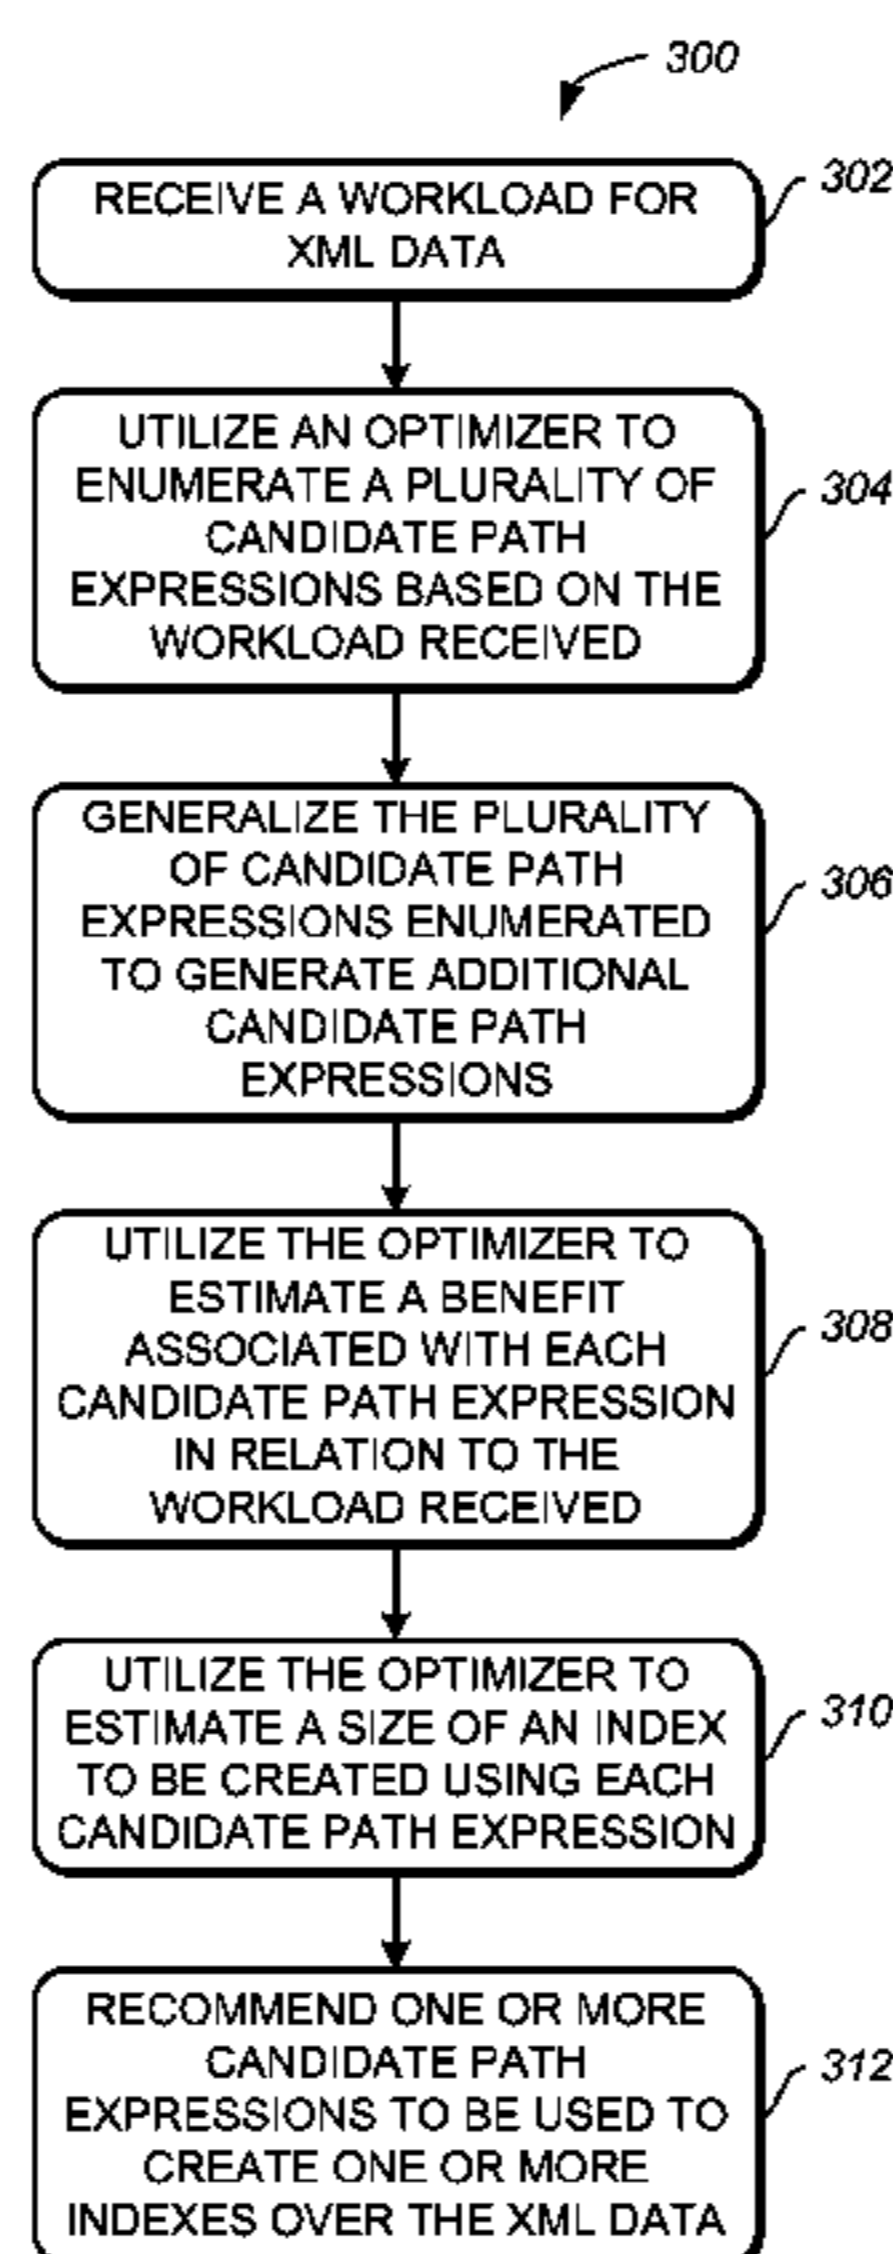 300
RECEIVE A WORKLOAD FOR
XML DATA
302
UTILIZE AN OPTIMIZER TO
ENUMERATE A PLURALITY OF
CANDIDATE PATH
EXPRESSIONS BASED ON THE
WORKLOAD RECEIVED
304
GENERALIZE THE PLURALITY
OF CANDIDATE PATH
EXPRESSIONS ENUMERATED
TO GENERATE ADDITIONAL
CANDIDATE PATH
EXPRESSIONS
306
UTILIZE THE OPTIMIZER TO
ESTIMATE A BENEFIT
ASSOCIATED WITH EACH
CANDIDATE PATH EXPRESSION
IN RELATION TO THE
WORKLOAD RECEIVED
308
UTILIZE THE OPTIMIZER TO
ESTIMATE A SIZE OF AN INDEX
TO BE CREATED USING EACH
CANDIDATE PATH EXPRESSION
310
RECOMMEND ONE OR MORE
CANDIDATE PATH
EXPRESSIONS TO BE USED TO
CREATE ONE OR MORE
INDEXES OVER THE XML DATA
312